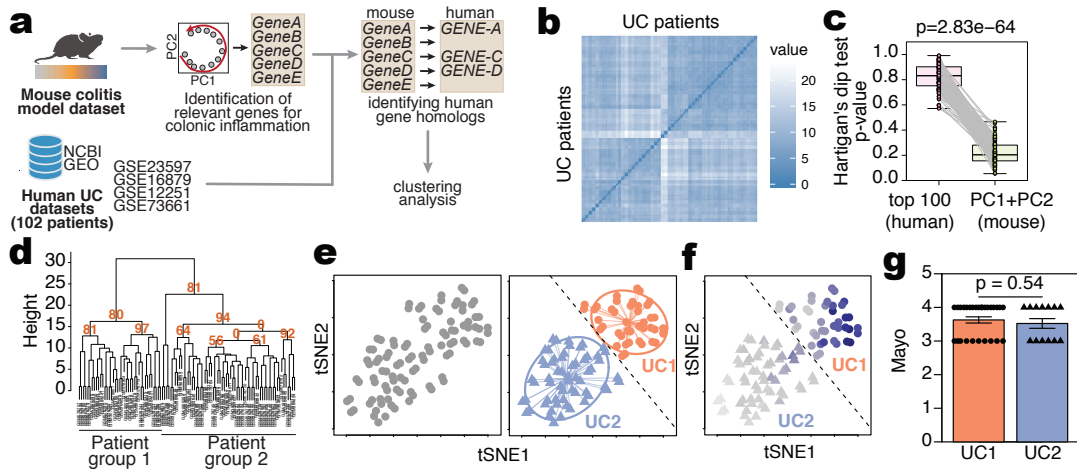 a
PC2
PC1
GeneA
GeneB
GeneC
GeneD
GeneE
mouse
human
GeneA
GeneB
GeneC
GeneD
GeneE
GENE-A
GENE-C
GENE-D
Mouse colitis
model dataset
Identification of
relevant genes for
colonic inflammation
identifying human
gene homologs
NCBI
GEO
GSE23597
GSE16879
GSE12251
GSE73661
Human UC
datasets
(102 patients)
clustering
analysis
b
UC patients
UC patients
value
20
15
10
5
0
c
p=2.83e−64
Hartigan's dip test
p-value
1.0
0.8
0.6
0.4
0.2
0.0
top 100
(human)
PC1+PC2
(mouse)
d
Height
30
25
20
15
10
5
0
81
80
94
81
97
64
0
0
92
56
61
Patient
group 1
Patient
group 2
e
tSNE2
UC1
UC2
tSNE1
f
tSNE2
UC1
UC2
tSNE1
g
Mayo
5
4
3
2
1
0
p = 0.54
UC1
UC2